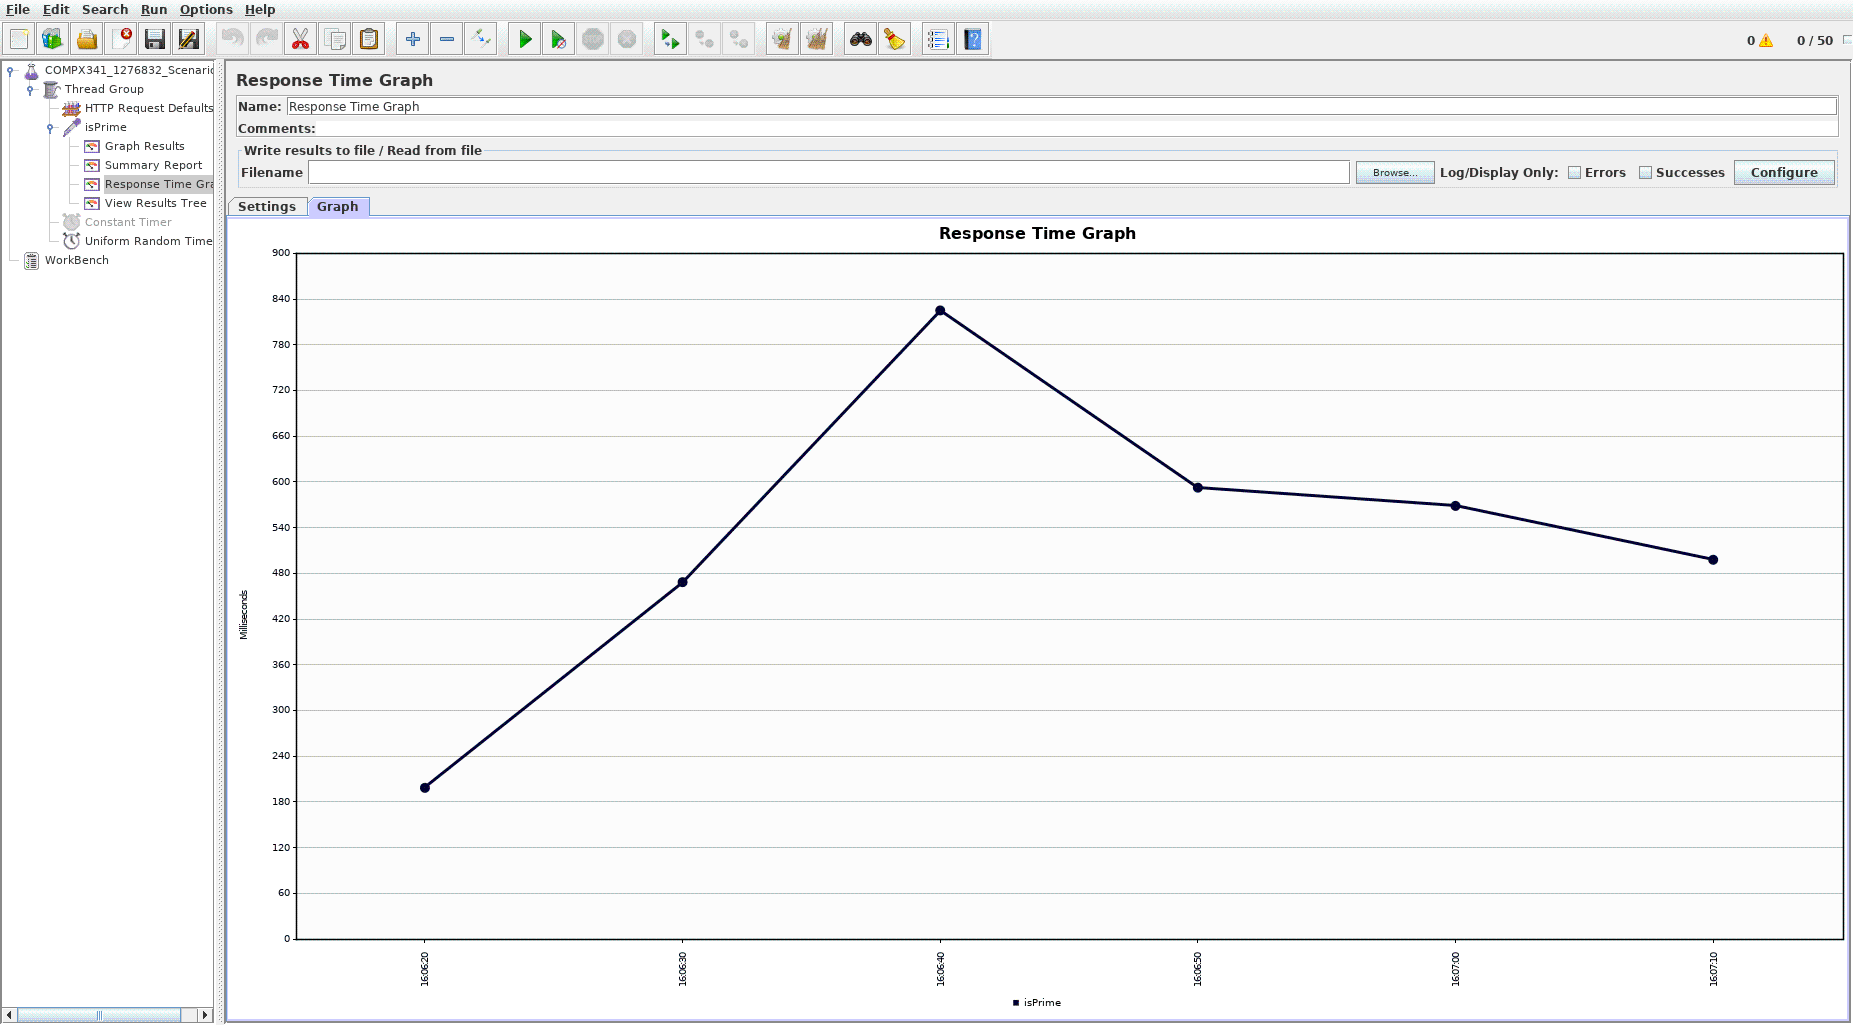 File Edit Search Run Options Help
0 0 / 50
COMPX341_1276832_Scenario
Thread Group
HTTP Request Defaults
isPrime
Graph Results
Summary Report
Response Time Gra
View Results Tree
Constant Timer
Uniform Random Time
WorkBench
Response Time Graph
Name: Response Time Graph
Comments:
Write results to file / Read from file
Filename Browse... Log/Display Only: Errors Successes Configure
Settings Graph
Response Time Graph
900
840
780
720
660
600
540
480
420
360
300
240
180
120
60
0
Milliseconds
16:06:20 16:06:30 16:06:40 16:06:50 16:07:00 16:07:10
isPrime